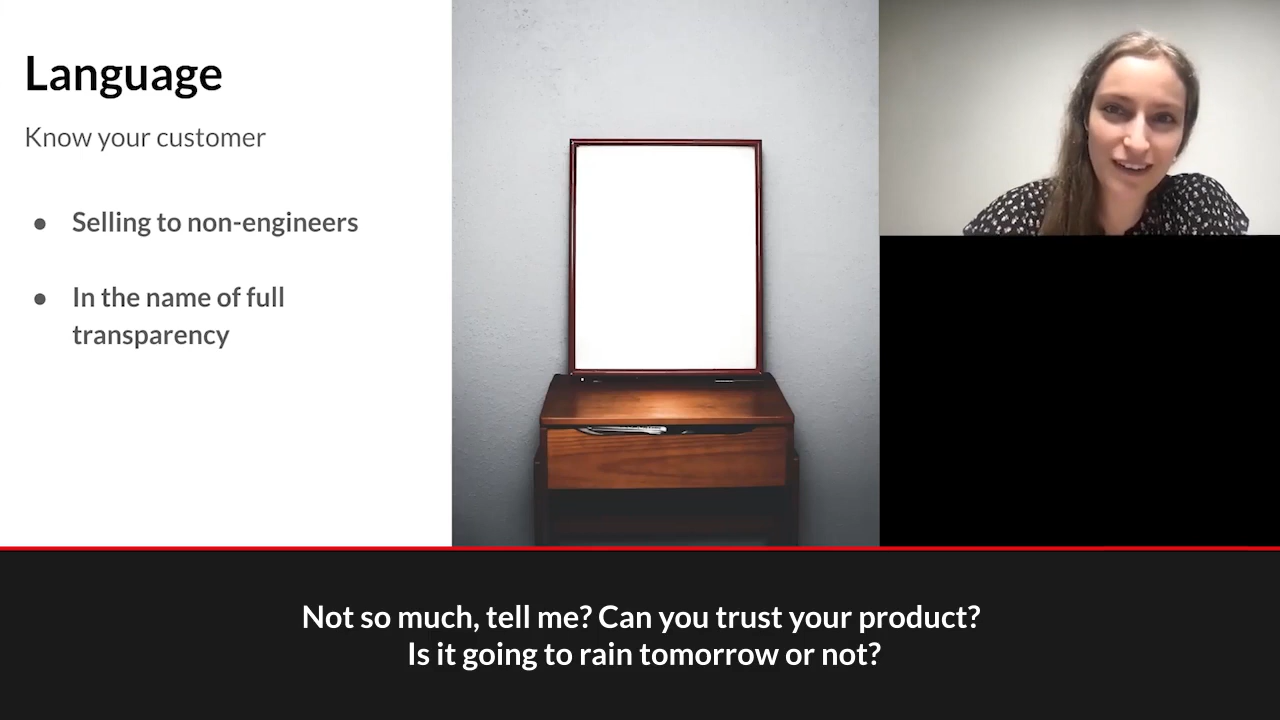 Language
Know your customer
● Selling to non-engineers
● In the name of full
transparency
Not so much, tell me? Can you trust your product?
Is it going to rain tomorrow or not?